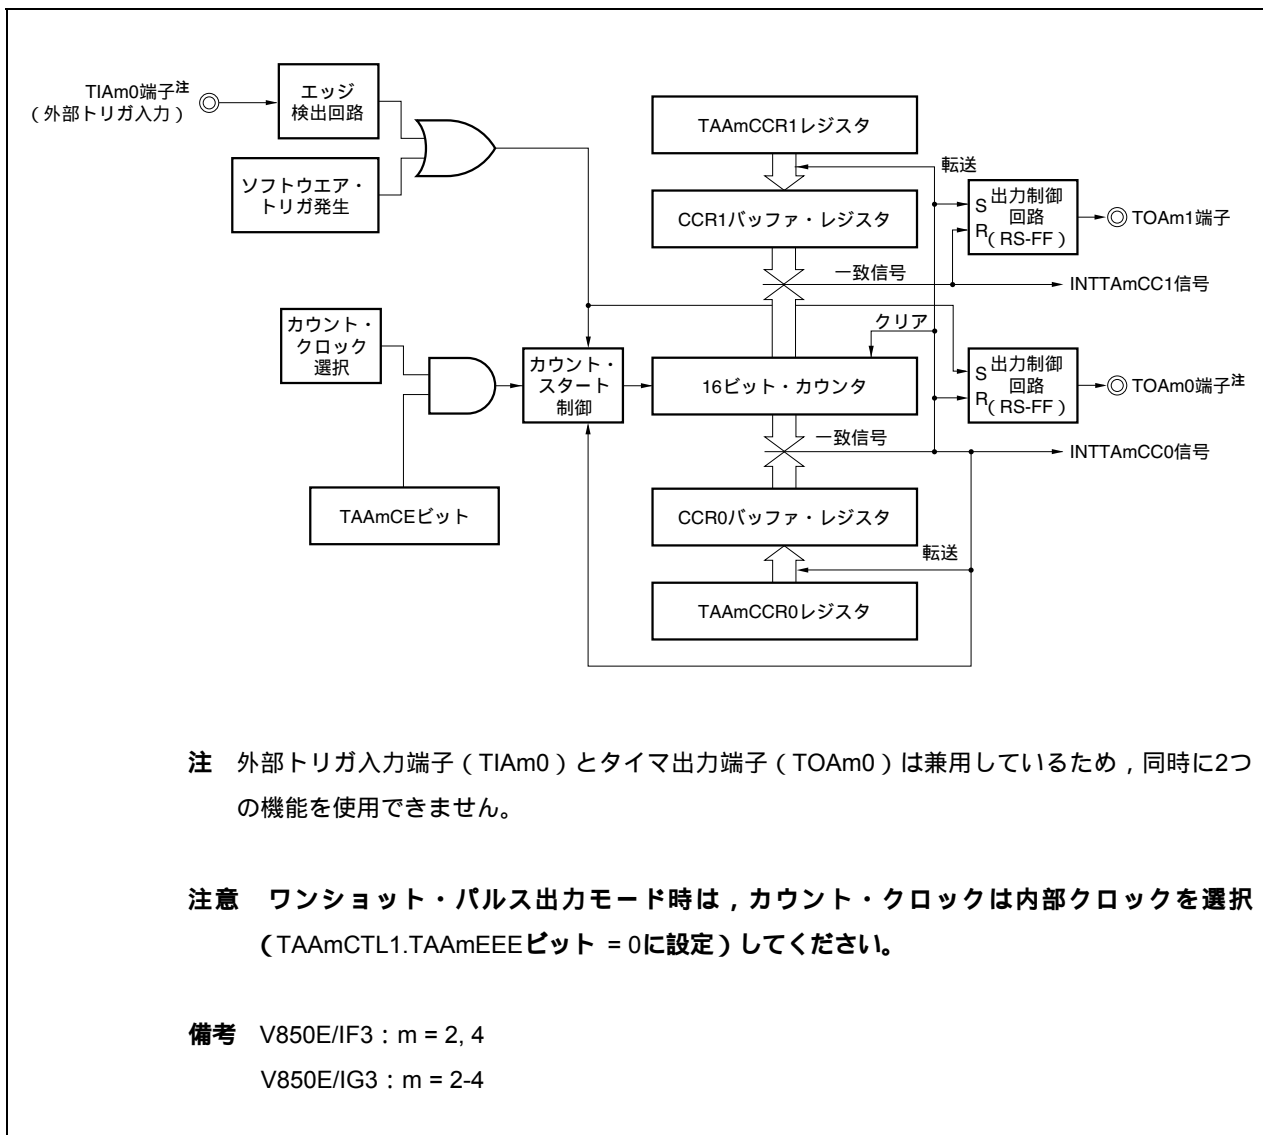 TIAm0端子注
（外部トリガ入力）
エッジ
検出回路
ソフトウエア・
トリガ発生
カウント・
クロック
選択
TAAmCEビット
カウント・
スタート
制御
TAAmCCR1レジスタ
転送
CCR1バッファ・レジスタ
一致信号
クリア
16ビット・カウンタ
一致信号
CCR0バッファ・レジスタ
転送
TAAmCCR0レジスタ
S 出力制御
回路
R（RS-FF）
TOAm1端子
INTTAmCC1信号
S 出力制御
回路
R（RS-FF）
TOAm0端子注
INTTAmCC0信号
注 外部トリガ入力端子（TIAm0）とタイマ出力端子（TOAm0）は兼用しているため，同時に2つ
の機能を使用できません。
注意 ワンショット・パルス出力モード時は，カウント・クロックは内部クロックを選択
（TAAmCTL1.TAAmEEEビット = 0に設定）してください。
備考 V850E/IF3：m = 2, 4
V850E/IG3：m = 2-4